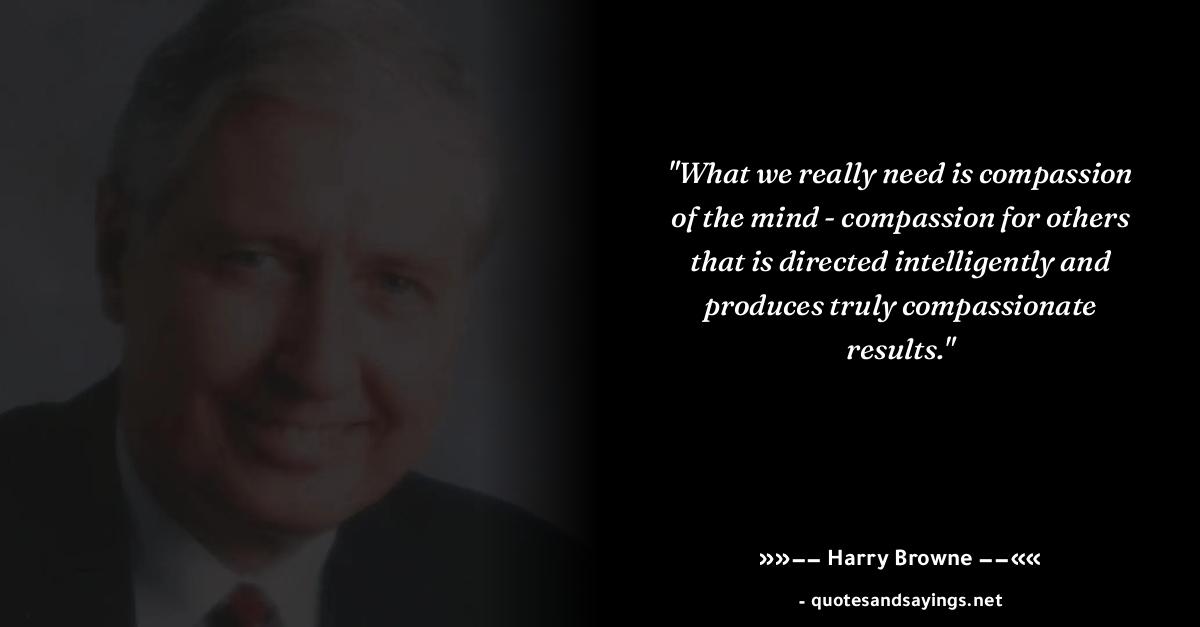 "What we really need is compassion
of the mind - compassion for others
that is directed intelligently and
produces truly compassionate
results."
»»−− Harry Browne −−««
- quotesandsayings.net